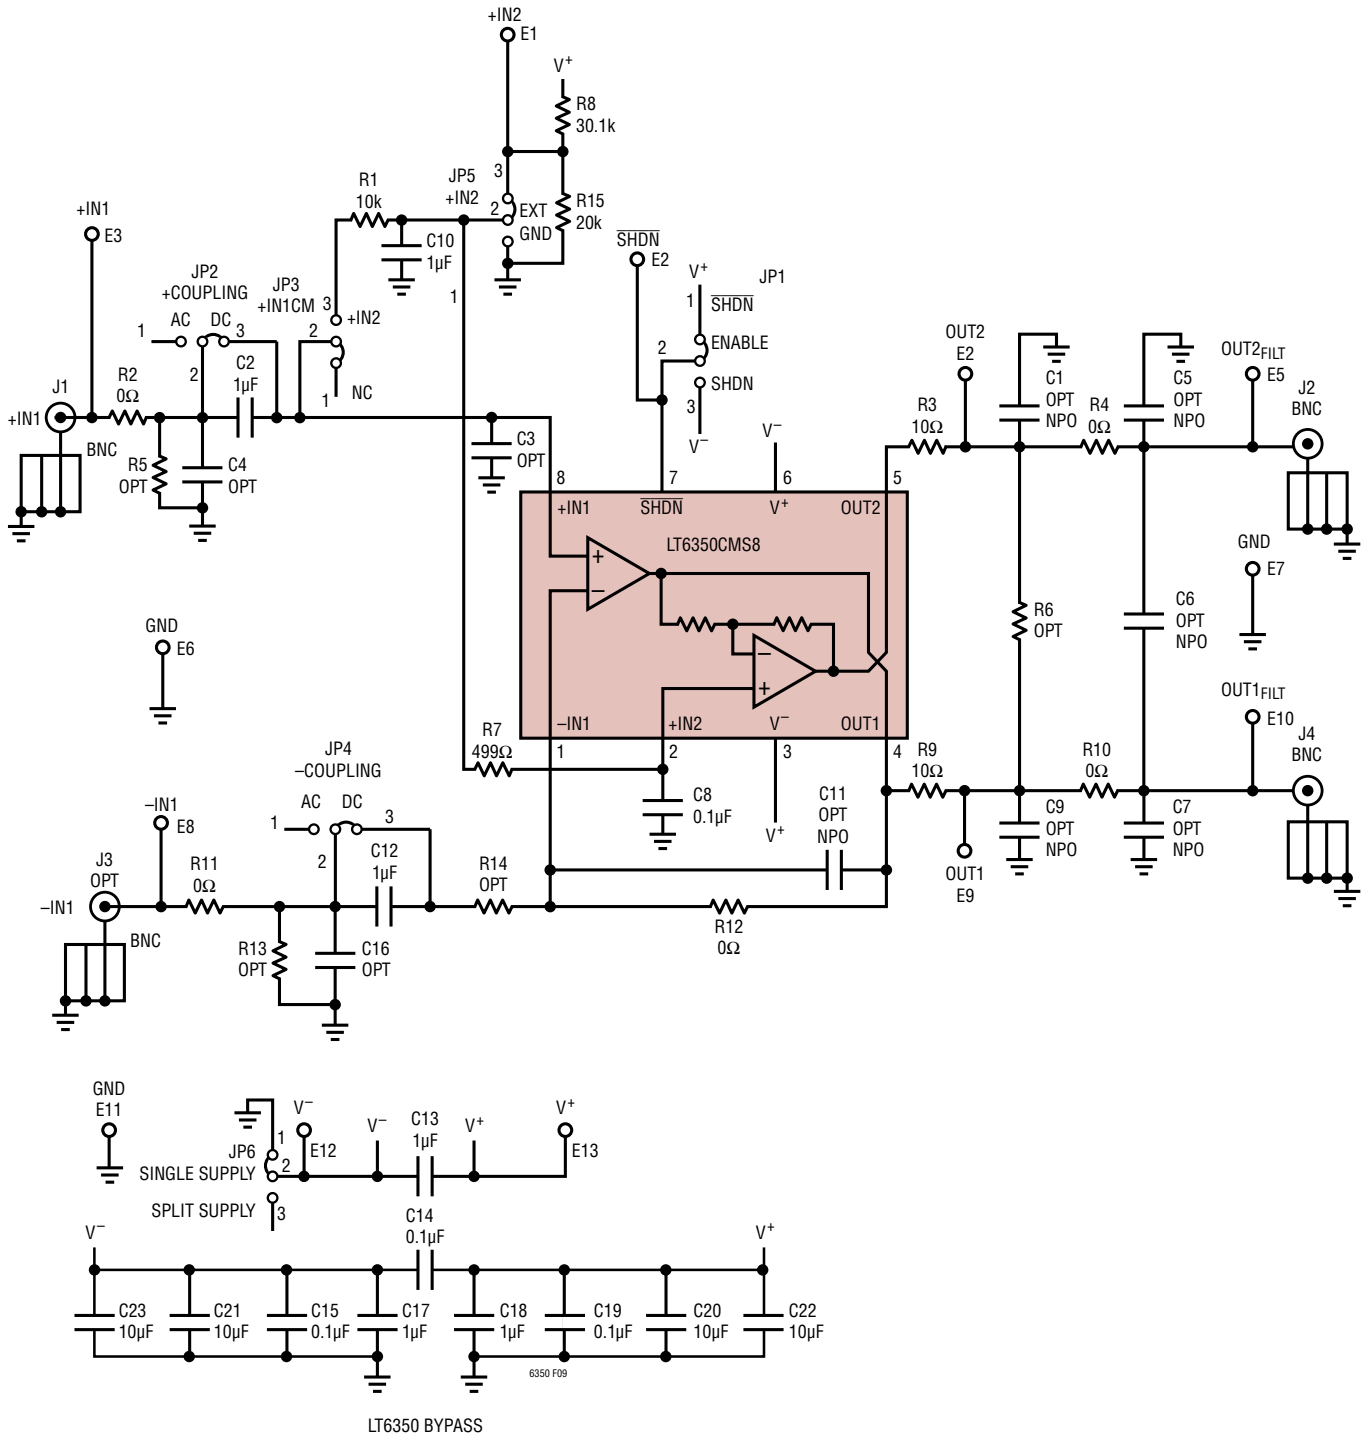 +IN2
E1
V+
R8
30.1k
3
JP5
+IN2
2
EXT
GND
R15
20k
R1
10k
C10
1µF
+IN1
E3
JP2
+COUPLING
1
AC
DC
3
2
JP3
+IN1CM
3
+IN2
2
1
NC
1
C2
1µF
R2
0Ω
J1
+IN1
BNC
R5
OPT
C4
OPT
C3
OPT
SHDN
E2
JP1
V+
1
SHDN
2
ENABLE
SHDN
3
V–
V–
8
7
6
5
+IN1
SHDN
V+
OUT2
LT6350CMS8
+
–
–
+
–IN1
+IN2
V–
OUT1
1
2
3
4
V+
R3
10Ω
OUT2
E2
C1
OPT
NPO
R4
0Ω
C5
OPT
NPO
OUT2FILT
E5
J2
BNC
GND
E7
R6
OPT
C6
OPT
NPO
OUT1FILT
E10
J4
BNC
R9
10Ω
R10
0Ω
C9
OPT
NPO
C7
OPT
NPO
OUT1
E9
GND
E6
R7
499Ω
C8
0.1µF
C11
OPT
NPO
JP4
–COUPLING
1
AC
DC
3
2
–IN1
E8
J3
OPT
–IN1
BNC
R11
0Ω
C12
1µF
R14
OPT
R12
0Ω
R13
OPT
C16
OPT
GND
E11
V–
E12
JP6
1
2
SINGLE SUPPLY
SPLIT SUPPLY
3
V–
C13
1µF
V+
V+
E13
V–
C14
0.1µF
V+
C23
10µF
C21
10µF
C15
0.1µF
C17
1µF
C18
1µF
C19
0.1µF
C20
10µF
C22
10µF
6350 F09
LT6350 BYPASS